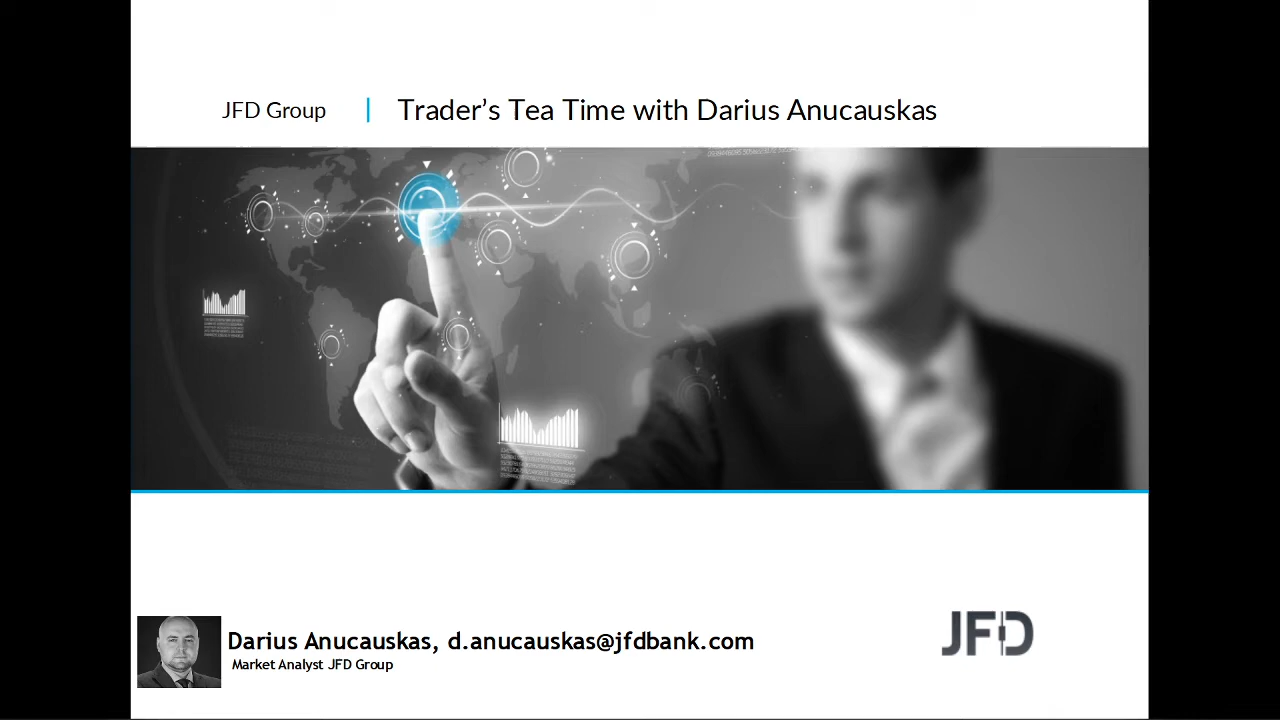 JFD Group | Trader’s Tea Time with Darius Anucauskas
Darius Anucauskas, d.anucauskas@jfdbank.com
Market Analyst JFD Group
JFD